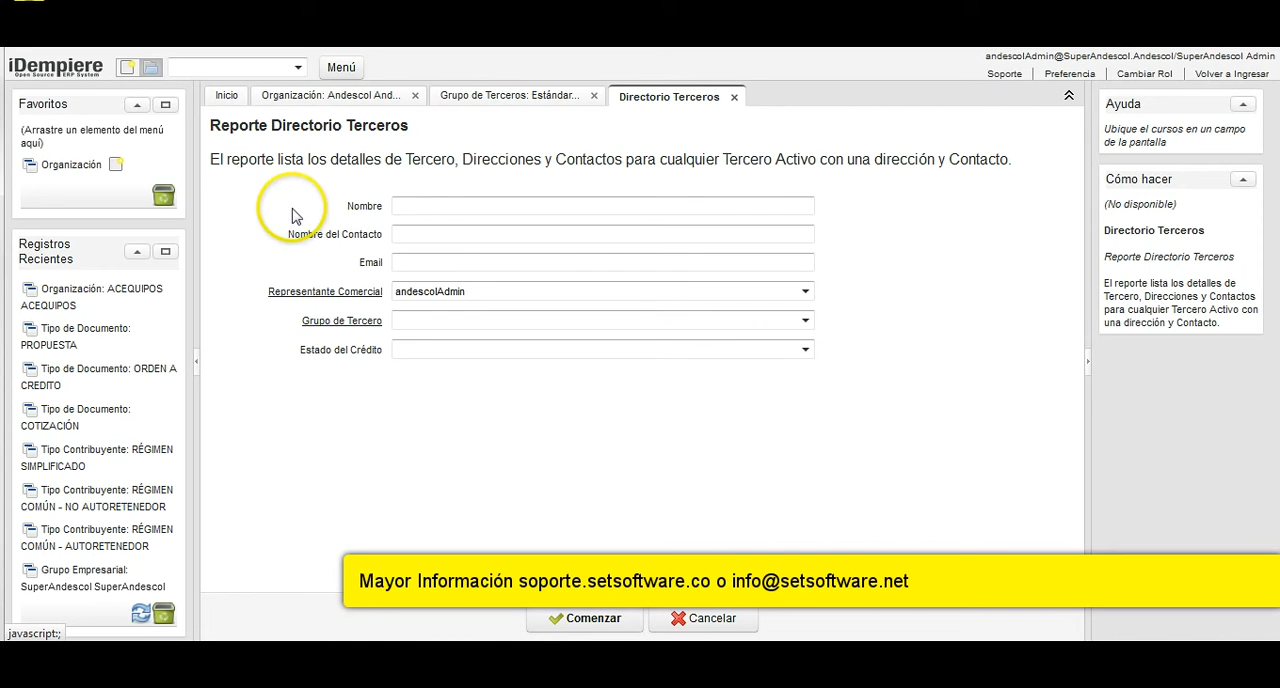 iDempiere
Open Source ERP System
Menú
andescolAdmin@SuperAndescol.Andescol/SuperAndescol Admin
Soporte
Preferencia
Cambiar Rol
Volver a Ingresar
Favoritos
(Arrastre un elemento del menú
aquí)
Organización
Registros
Recientes
Organización: ACEQUIPOS
ACEQUIPOS
Tipo de Documento:
PROPUESTA
Tipo de Documento: ORDEN A
CREDITO
Tipo de Documento:
COTIZACIÓN
Tipo Contribuyente: RÉGIMEN
SIMPLIFICADO
Tipo Contribuyente: RÉGIMEN
COMÚN - NO AUTORETENEDOR
Tipo Contribuyente: RÉGIMEN
COMÚN - AUTORETENEDOR
Grupo Empresarial:
SuperAndescol SuperAndescol
javascript:;
Inicio
Organización: Andescol And...
Grupo de Terceros: Estándar...
Directorio Terceros
Reporte Directorio Terceros
El reporte lista los detalles de Tercero, Direcciones y Contactos para cualquier Tercero Activo con una dirección y Contacto.
Nombre
Nombre del Contacto
Email
Representante Comercial
andescolAdmin
Grupo de Tercero
Estado del Crédito
Mayor Información soporte.setsoftware.co o info@setsoftware.net
Comenzar
Cancelar
Ayuda
Ubique el cursos en un campo
de la pantalla
Cómo hacer
(No disponible)
Directorio Terceros
Reporte Directorio Terceros
El reporte lista los detalles de
Tercero, Direcciones y Contactos
para cualquier Tercero Activo con
una dirección y Contacto.